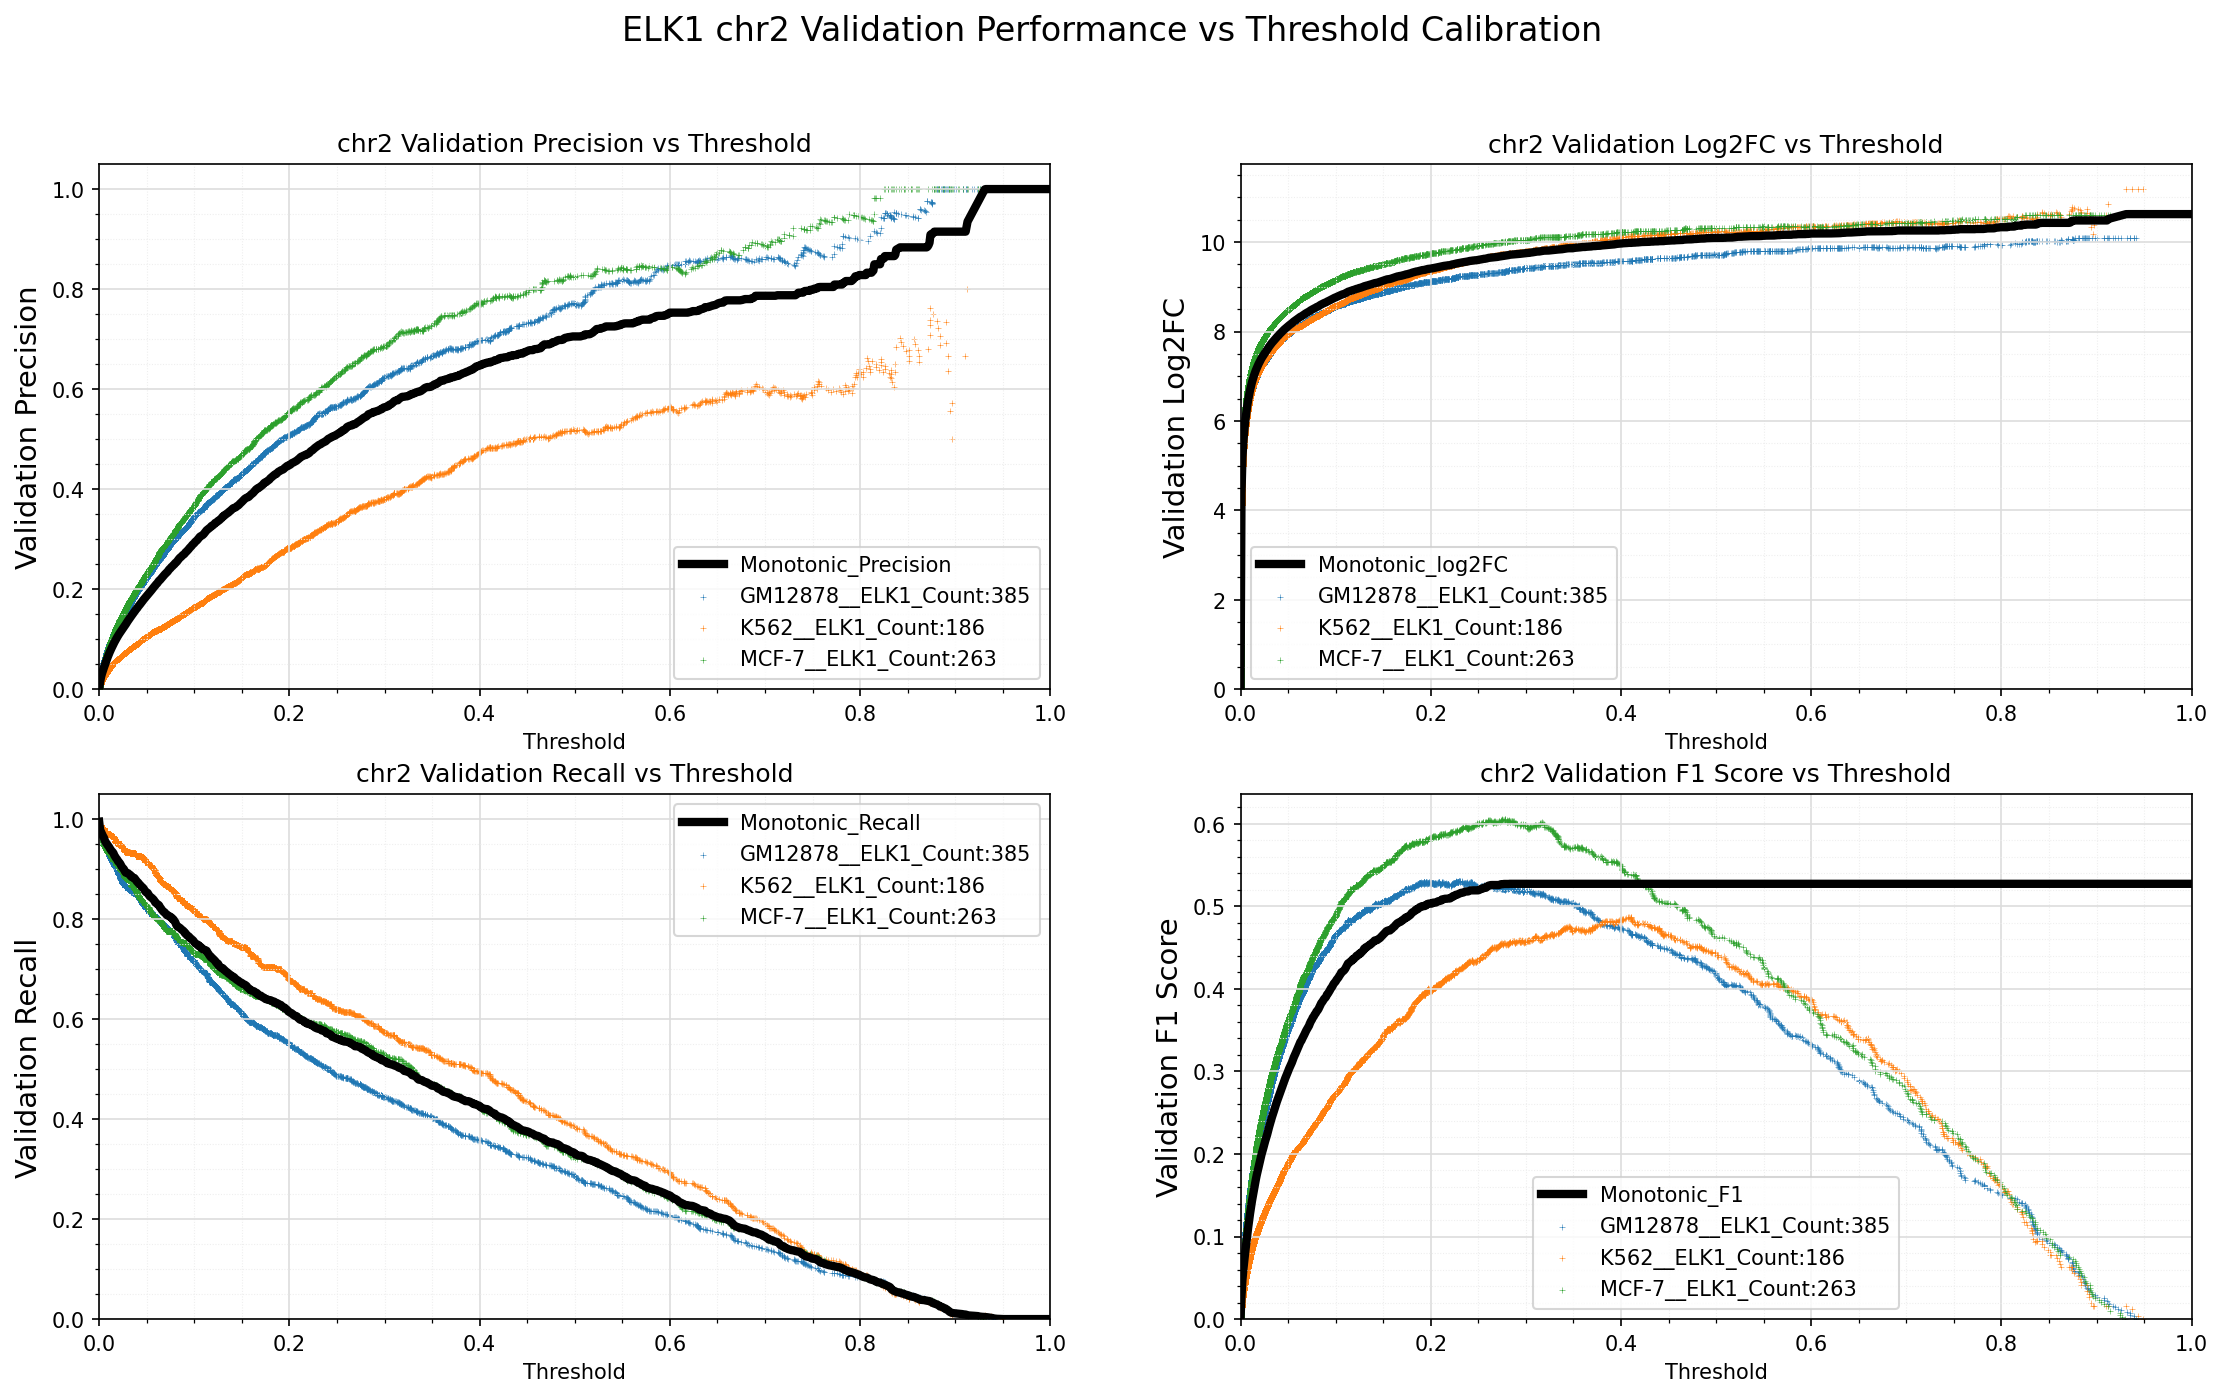 ELK1 chr2 Validation Performance vs Threshold Calibration
chr2 Validation Precision vs Threshold
Validation Precision
1.0
0.8
0.6
0.4
0.2
0.0
Monotonic_Precision
GM12878__ELK1_Count:385
K562__ELK1_Count:186
MCF-7__ELK1_Count:263
0.0 0.2 0.4 0.6 0.8 1.0
Threshold
chr2 Validation Log2FC vs Threshold
Validation Log2FC
10
8
6
4
2
0
Monotonic_log2FC
GM12878__ELK1_Count:385
K562__ELK1_Count:186
MCF-7__ELK1_Count:263
0.0 0.2 0.4 0.6 0.8 1.0
Threshold
chr2 Validation Recall vs Threshold
Validation Recall
1.0
0.8
0.6
0.4
0.2
0.0
Monotonic_Recall
GM12878__ELK1_Count:385
K562__ELK1_Count:186
MCF-7__ELK1_Count:263
0.0 0.2 0.4 0.6 0.8 1.0
Threshold
chr2 Validation F1 Score vs Threshold
Validation F1 Score
0.6
0.5
0.4
0.3
0.2
0.1
0.0
Monotonic_F1
GM12878__ELK1_Count:385
K562__ELK1_Count:186
MCF-7__ELK1_Count:263
0.0 0.2 0.4 0.6 0.8 1.0
Threshold